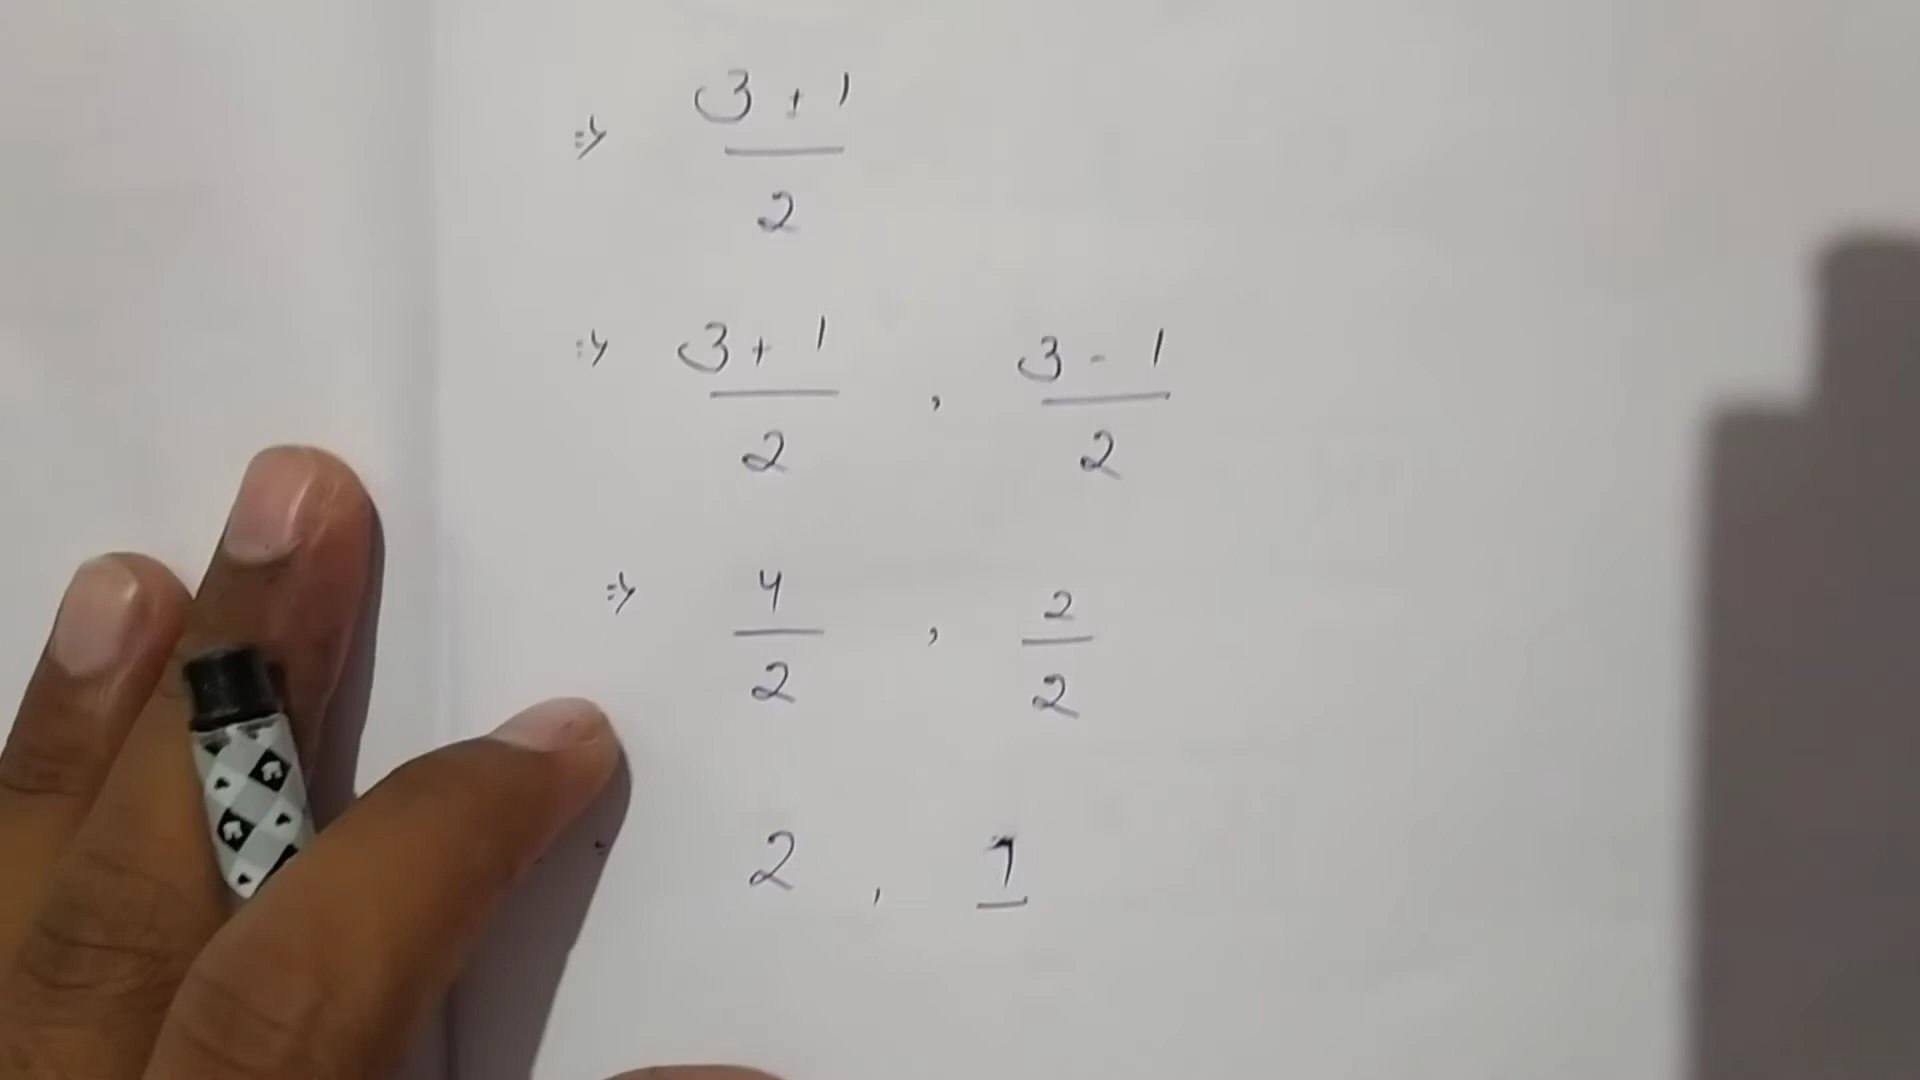 ⇒ 3 + 1
2
⇒ 3 + 1 , 3 - 1
2 2
⇒ 4 , 2
2 2
2 , 1